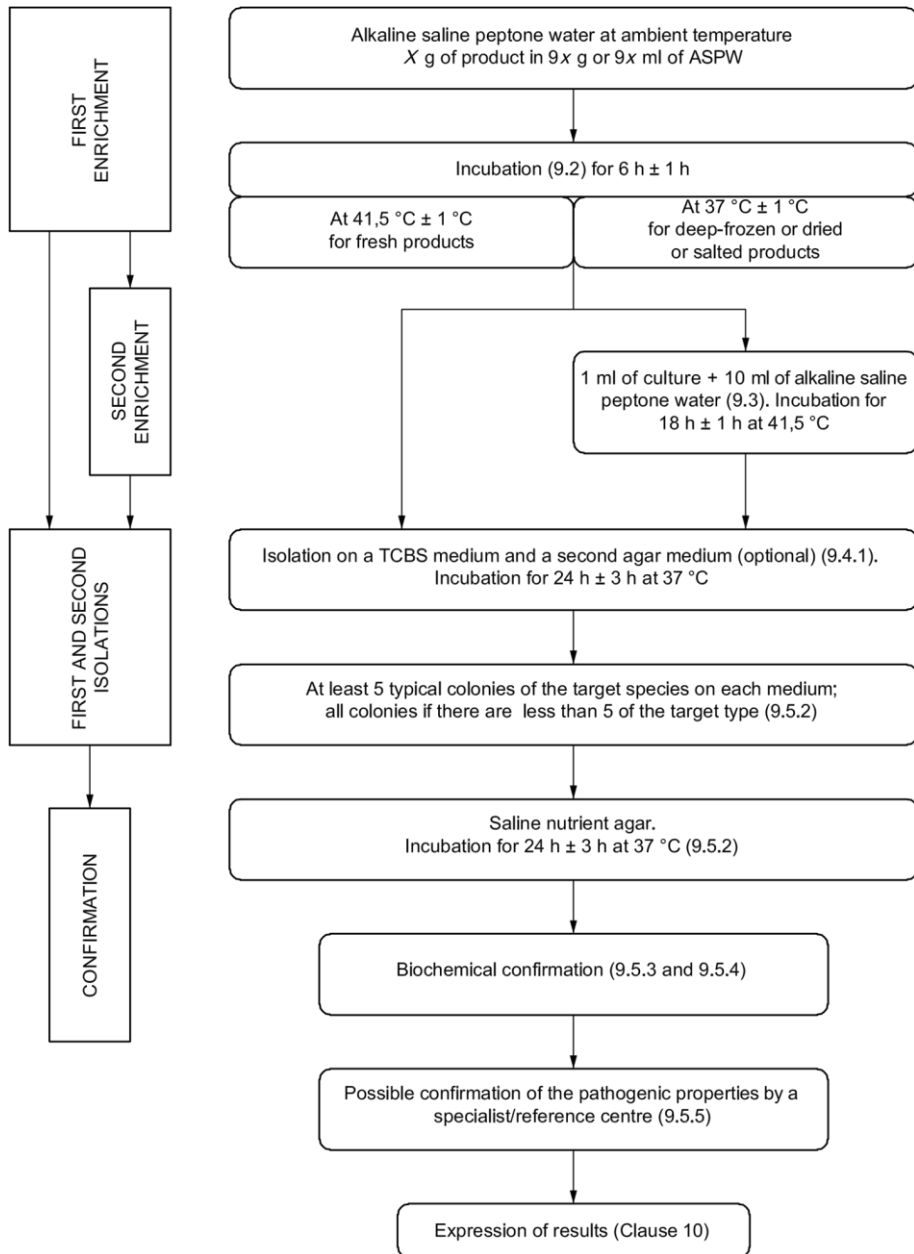 FIRST
ENRICHMENT
Alkaline saline peptone water at ambient temperature
X g of product in 9x g or 9x ml of ASPW
Incubation (9.2) for 6 h ± 1 h
At 41,5 °C ± 1 °C
for fresh products
At 37 °C ± 1 °C
for deep-frozen or dried
or salted products
SECOND
ENRICHMENT
1 ml of culture + 10 ml of alkaline saline
peptone water (9.3). Incubation for
18 h ± 1 h at 41,5 °C
FIRST AND SECOND
ISOLATIONS
Isolation on a TCBS medium and a second agar medium (optional) (9.4.1).
Incubation for 24 h ± 3 h at 37 °C
At least 5 typical colonies of the target species on each medium;
all colonies if there are less than 5 of the target type (9.5.2)
CONFIRMATION
Saline nutrient agar.
Incubation for 24 h ± 3 h at 37 °C (9.5.2)
Biochemical confirmation (9.5.3 and 9.5.4)
Possible confirmation of the pathogenic properties by a
specialist/reference centre (9.5.5)
Expression of results (Clause 10)